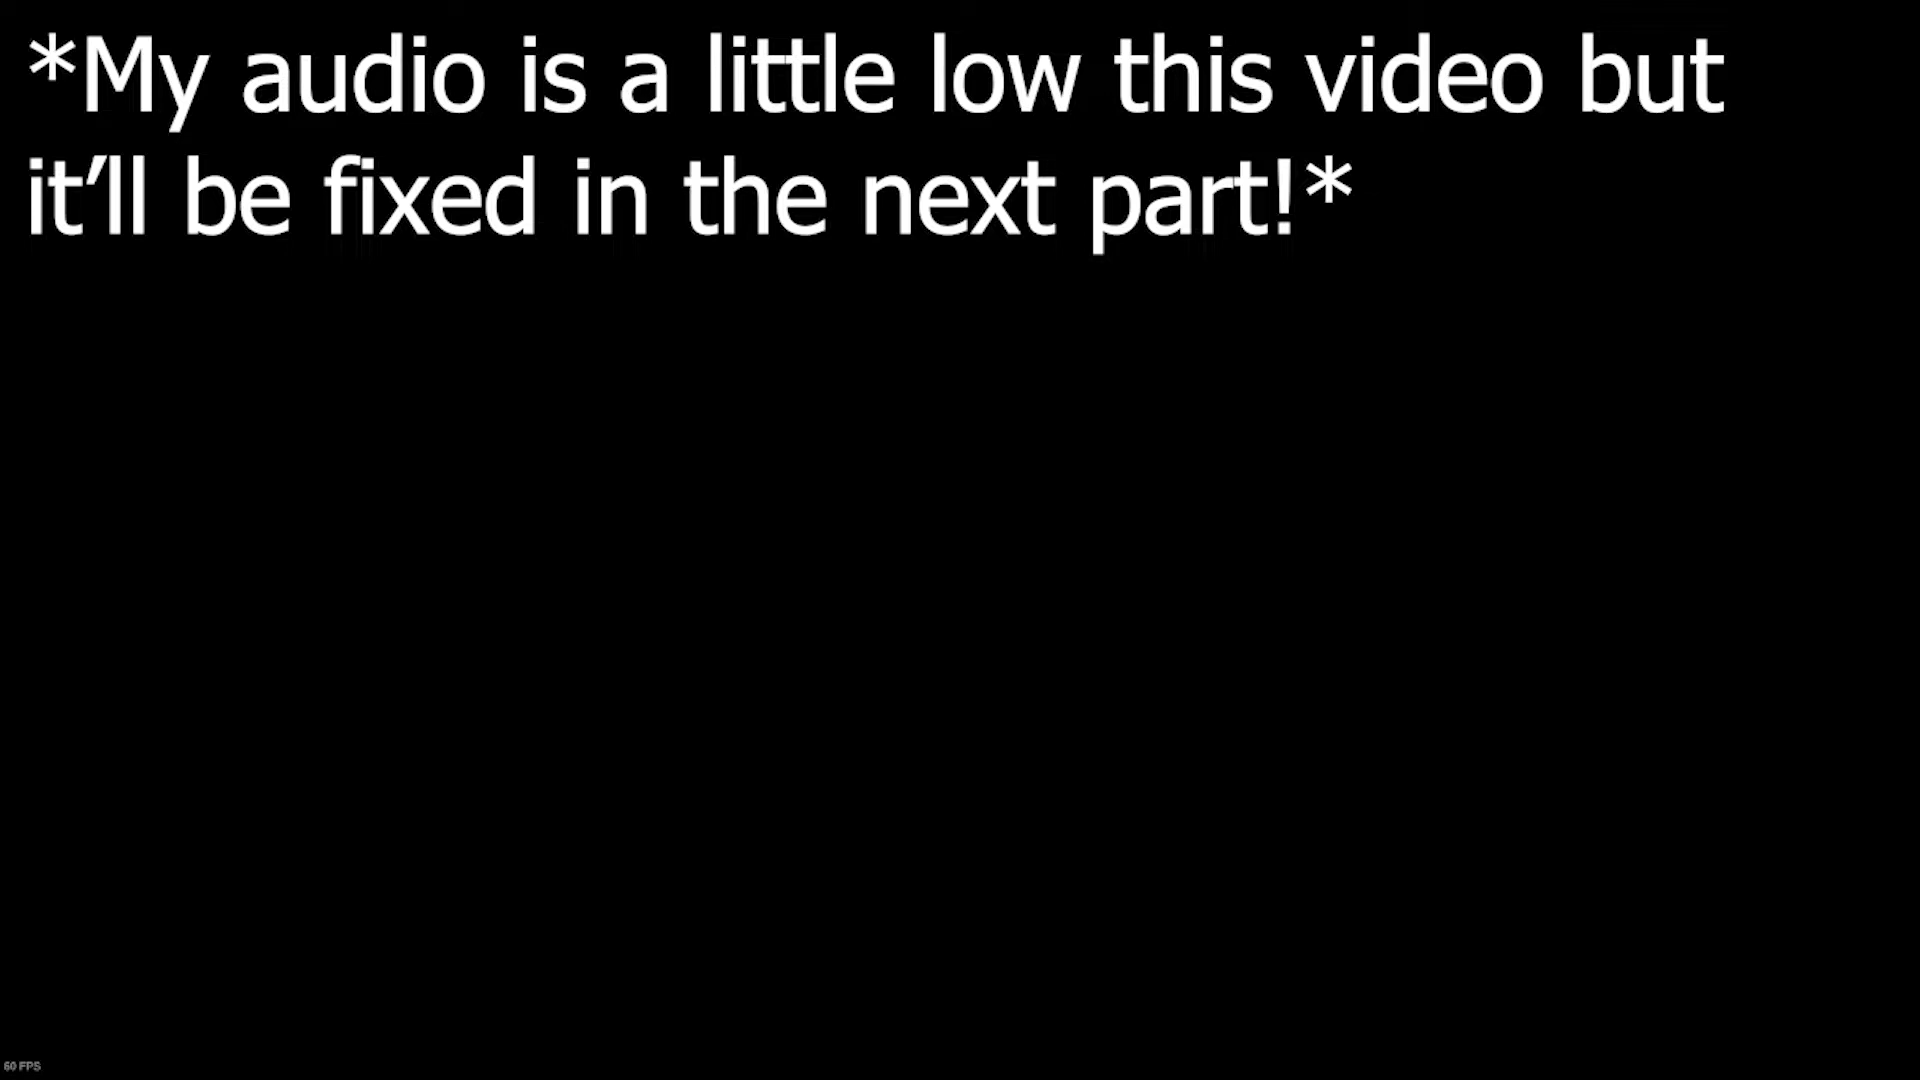 *My audio is a little low this video but
it’ll be fixed in the next part!*
60 FPS